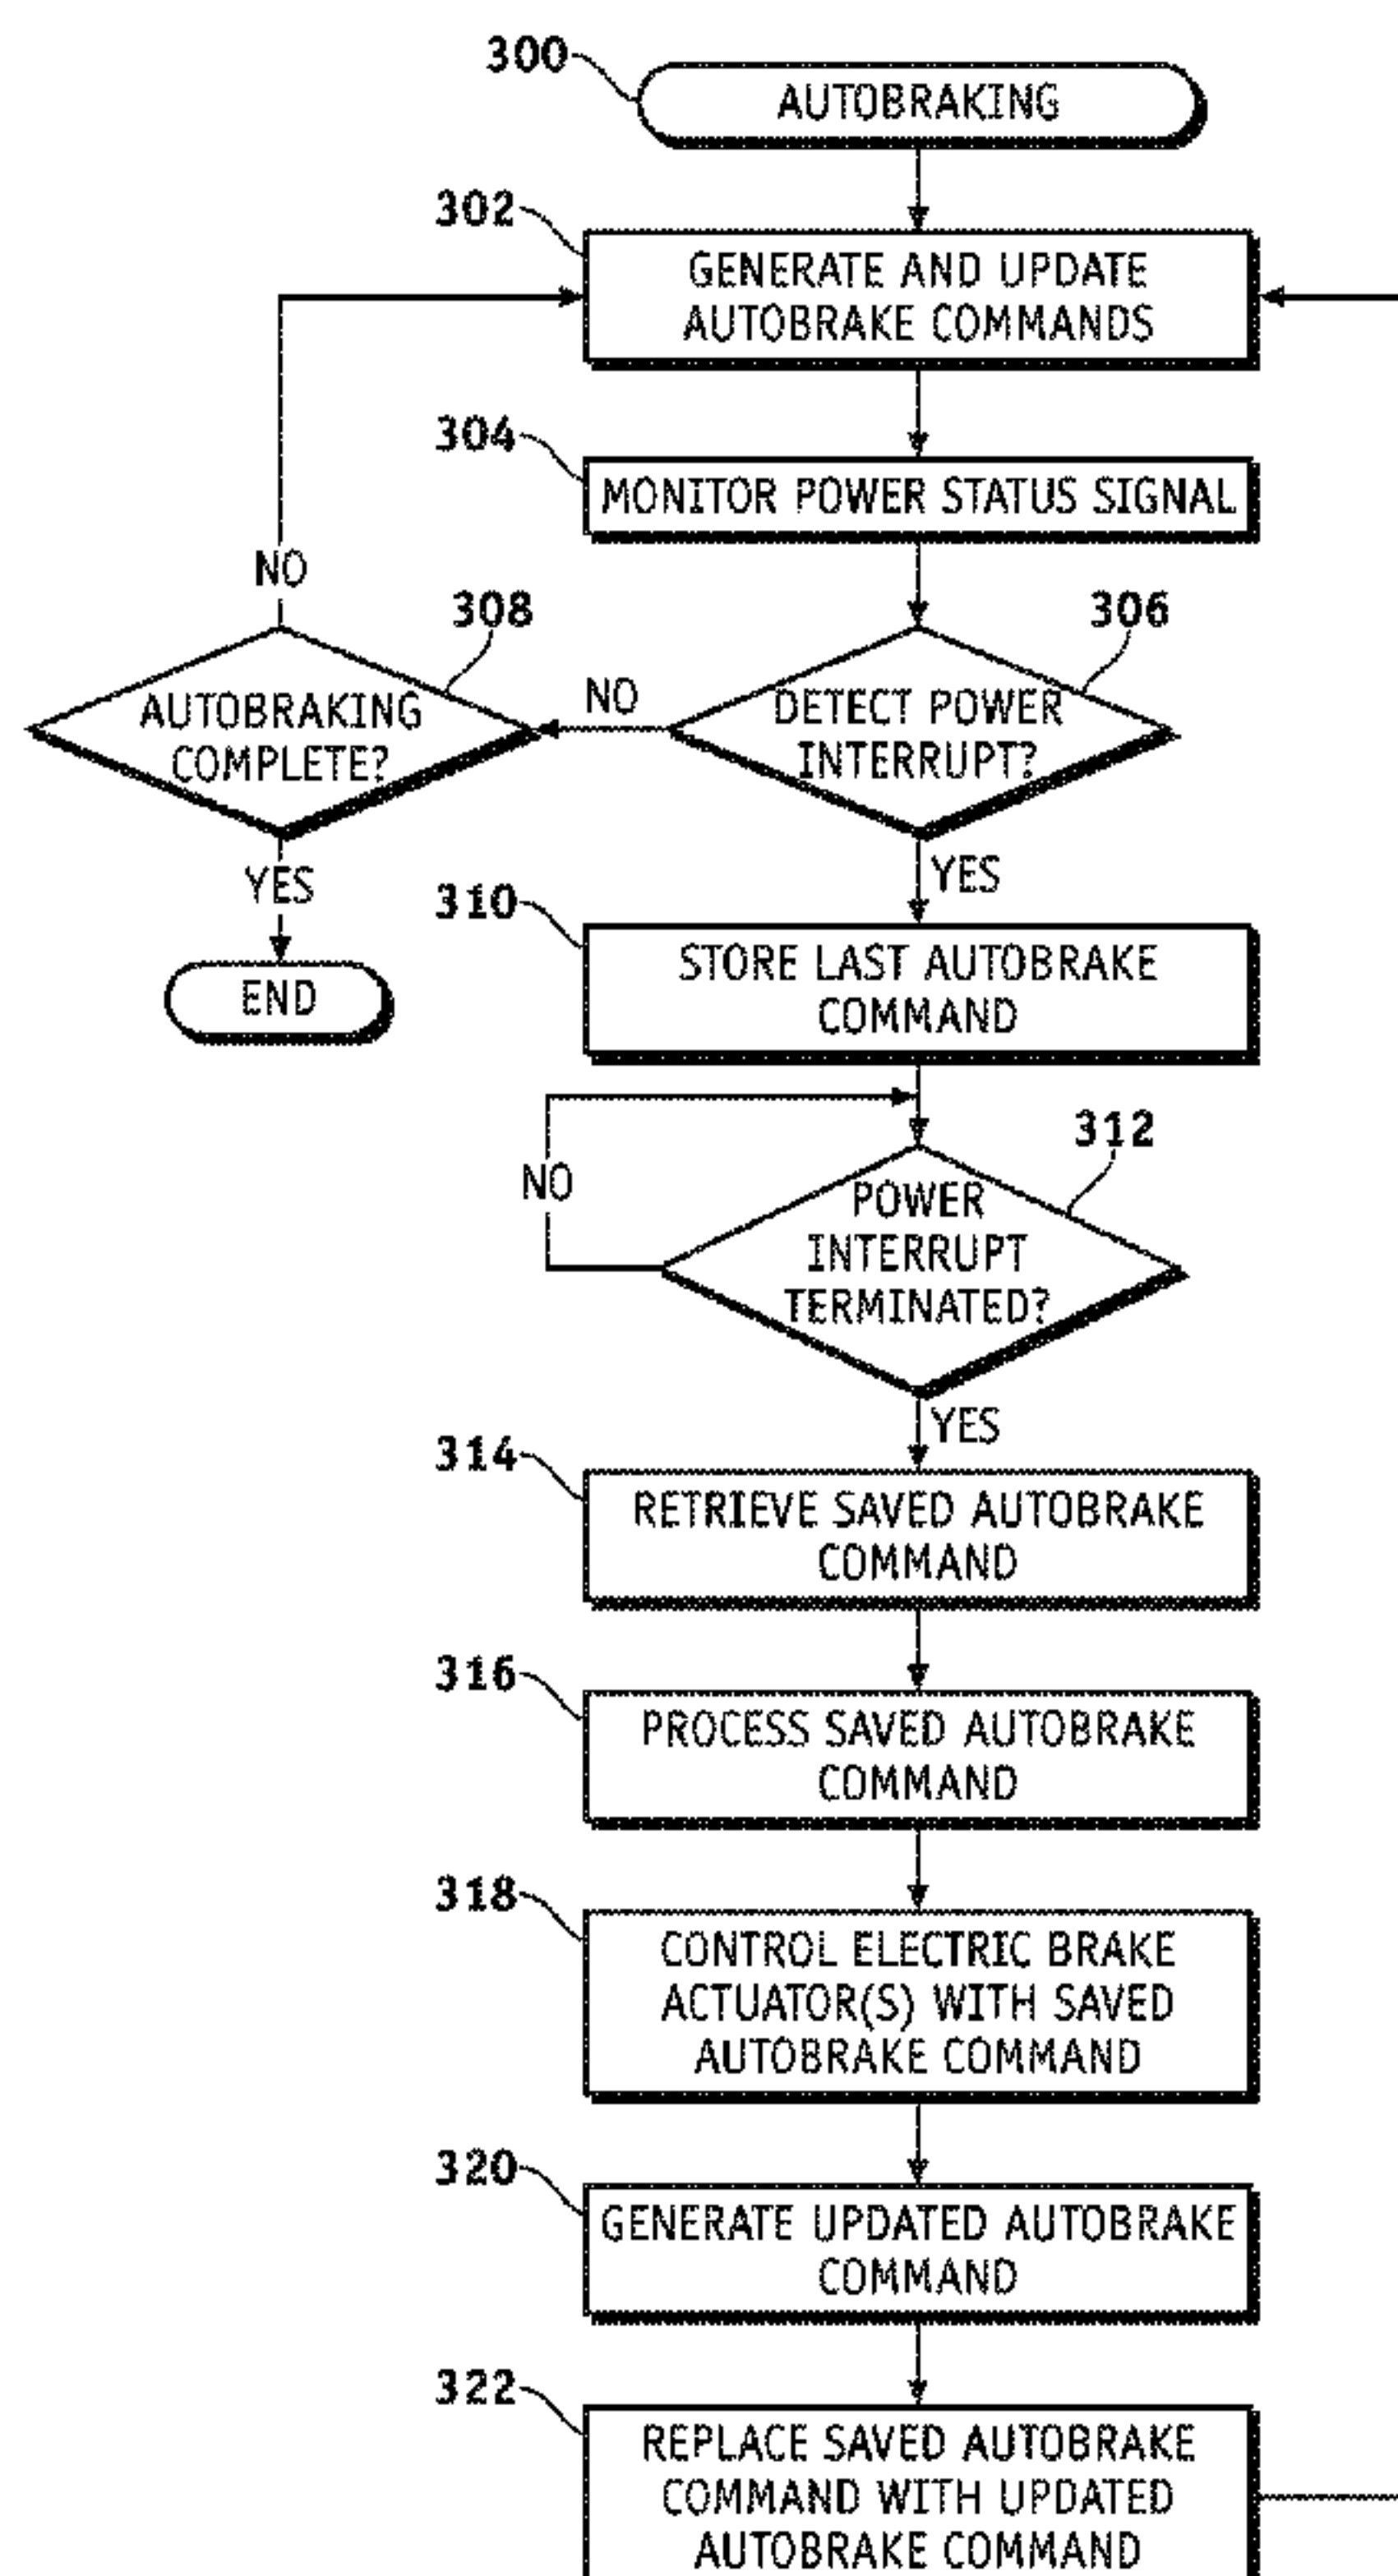 300
AUTOBRAKING
302
GENERATE AND UPDATE
AUTOBRAKE COMMANDS
304
MONITOR POWER STATUS SIGNAL
NO
308
306
AUTOBRAKING
COMPLETE?
NO
DETECT POWER
INTERRUPT?
YES
YES
310
END
STORE LAST AUTOBRAKE
COMMAND
312
NO
POWER
INTERRUPT
TERMINATED?
YES
314
RETRIEVE SAVED AUTOBRAKE
COMMAND
316
PROCESS SAVED AUTOBRAKE
COMMAND
318
CONTROL ELECTRIC BRAKE
ACTUATOR(S) WITH SAVED
AUTOBRAKE COMMAND
320
GENERATE UPDATED AUTOBRAKE
COMMAND
322
REPLACE SAVED AUTOBRAKE
COMMAND WITH UPDATED
AUTOBRAKE COMMAND